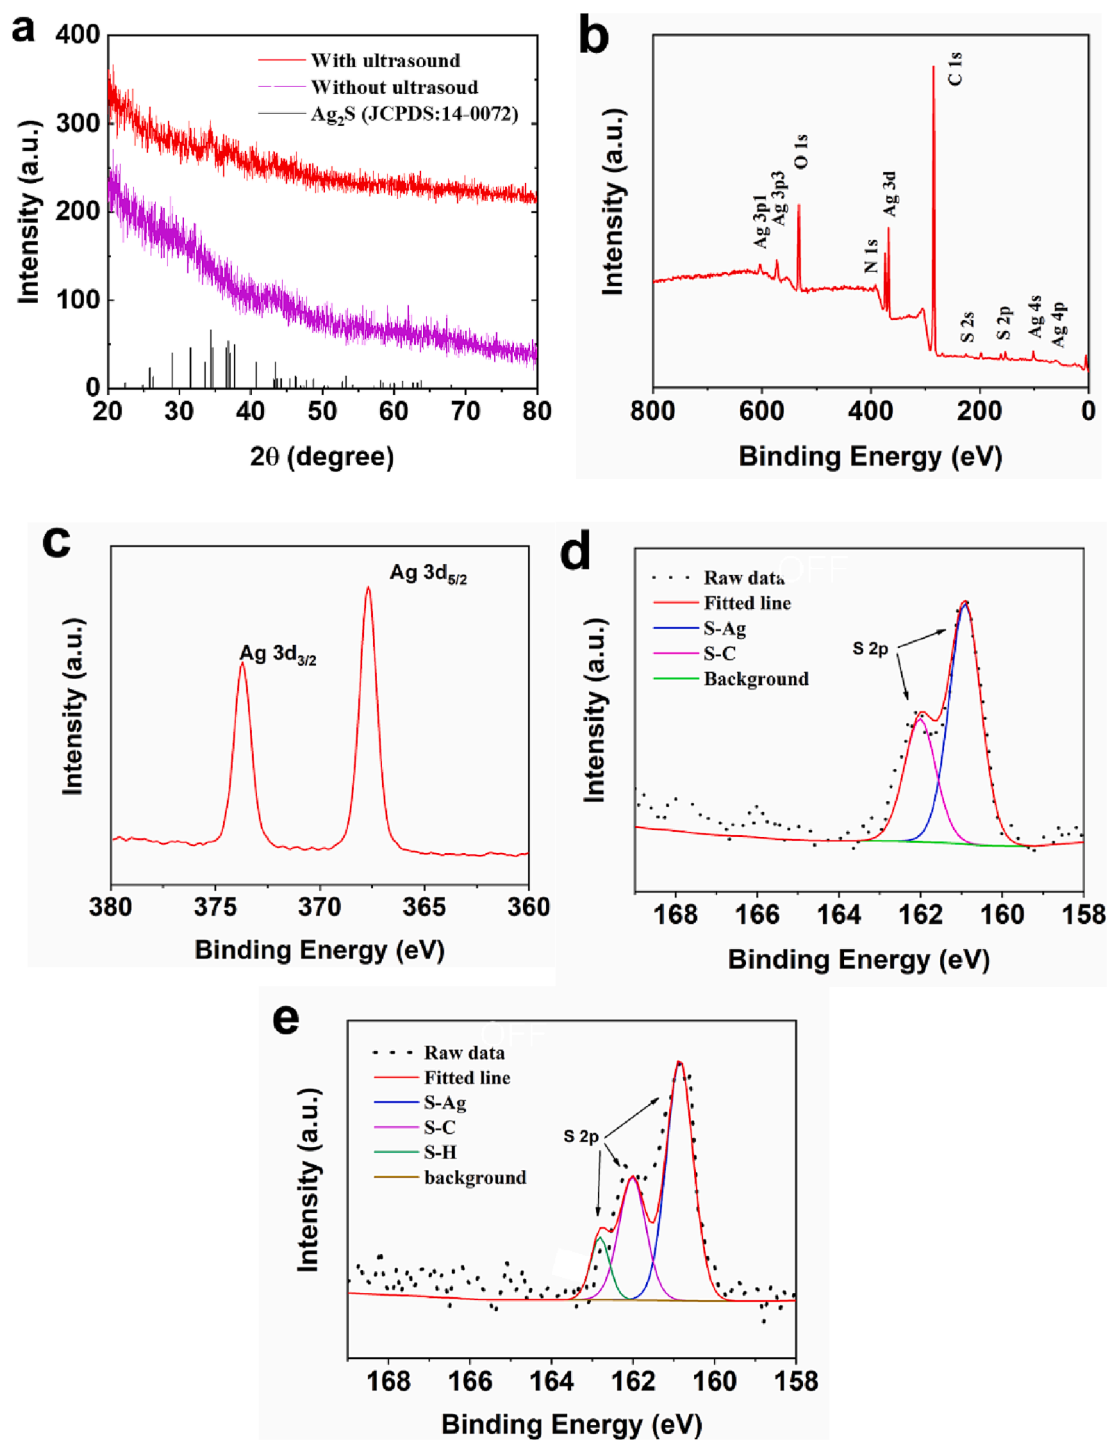 a
400
300
200
100
0
Intensity (a.u.)
With ultrasound
Without ultrasoud
Ag₂S (JCPDS:14-0072)
20 30 40 50 60 70 80
2θ (degree)
b
Intensity (a.u.)
Ag 3p1
Ag 3p3
O 1s
N 1s
Ag 3d
C 1s
S 2s
S 2p
Ag 4s
Ag 4p
800 600 400 200 0
Binding Energy (eV)
c
Intensity (a.u.)
Ag 3d₃/₂
Ag 3d₅/₂
380 375 370 365 360
Binding Energy (eV)
d
OFF
Intensity (a.u.)
Raw data
Fitted line
S-Ag
S-C
Background
S 2p
168 166 164 162 160 158
Binding Energy (eV)
e
OFF
Intensity (a.u.)
Raw data
Fitted line
S-Ag
S-C
S-H
background
S 2p
168 166 164 162 160 158
Binding Energy (eV)